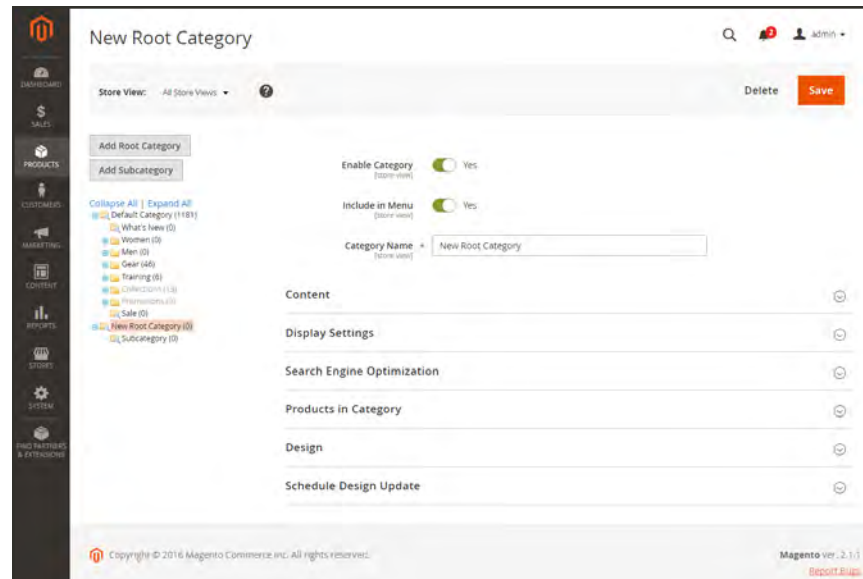 New Root Category
2
admin
DASHBOARD
SALES
PRODUCTS
CUSTOMERS
MARKETING
CONTENT
REPORTS
STORES
SYSTEM
FIND PARTNERS
& EXTENSIONS
Store View: All Store Views
?
Delete
Save
Add Root Category
Add Subcategory
Collapse All | Expand All
Default Category (1181)
What's New (0)
Women (0)
Men (0)
Gear (46)
Training (6)
Collections (13)
Promotions
Sale (0)
New Root Category (0)
Subcategory (0)
Enable Category
[store view]
Yes
Include in Menu
[store view]
Yes
Category Name *
[store view]
New Root Category
Content
Display Settings
Search Engine Optimization
Products in Category
Design
Schedule Design Update
Copyright © 2016 Magento Commerce Inc. All rights reserved.
Magento ver. 2.1.1
Report Bugs